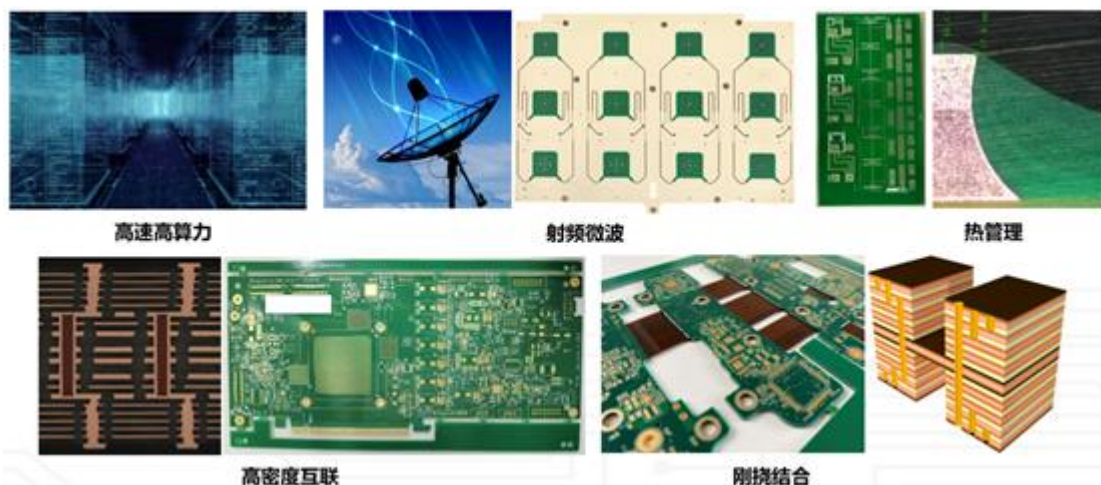 高速高算力
射频微波
热管理
高密度互联
刚挠结合